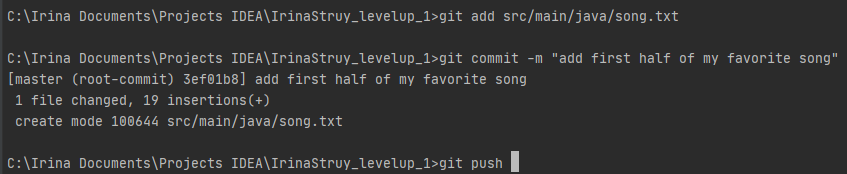 C:\Irina Documents\Projects IDEA\IrinaStruy_levelup_1>git add src/main/java/song.txt
C:\Irina Documents\Projects IDEA\IrinaStruy_levelup_1>git commit -m "add first half of my favorite song"
[master (root-commit) 3ef01b8] add first half of my favorite song
 1 file changed, 19 insertions(+)
 create mode 100644 src/main/java/song.txt
C:\Irina Documents\Projects IDEA\IrinaStruy_levelup_1>git push